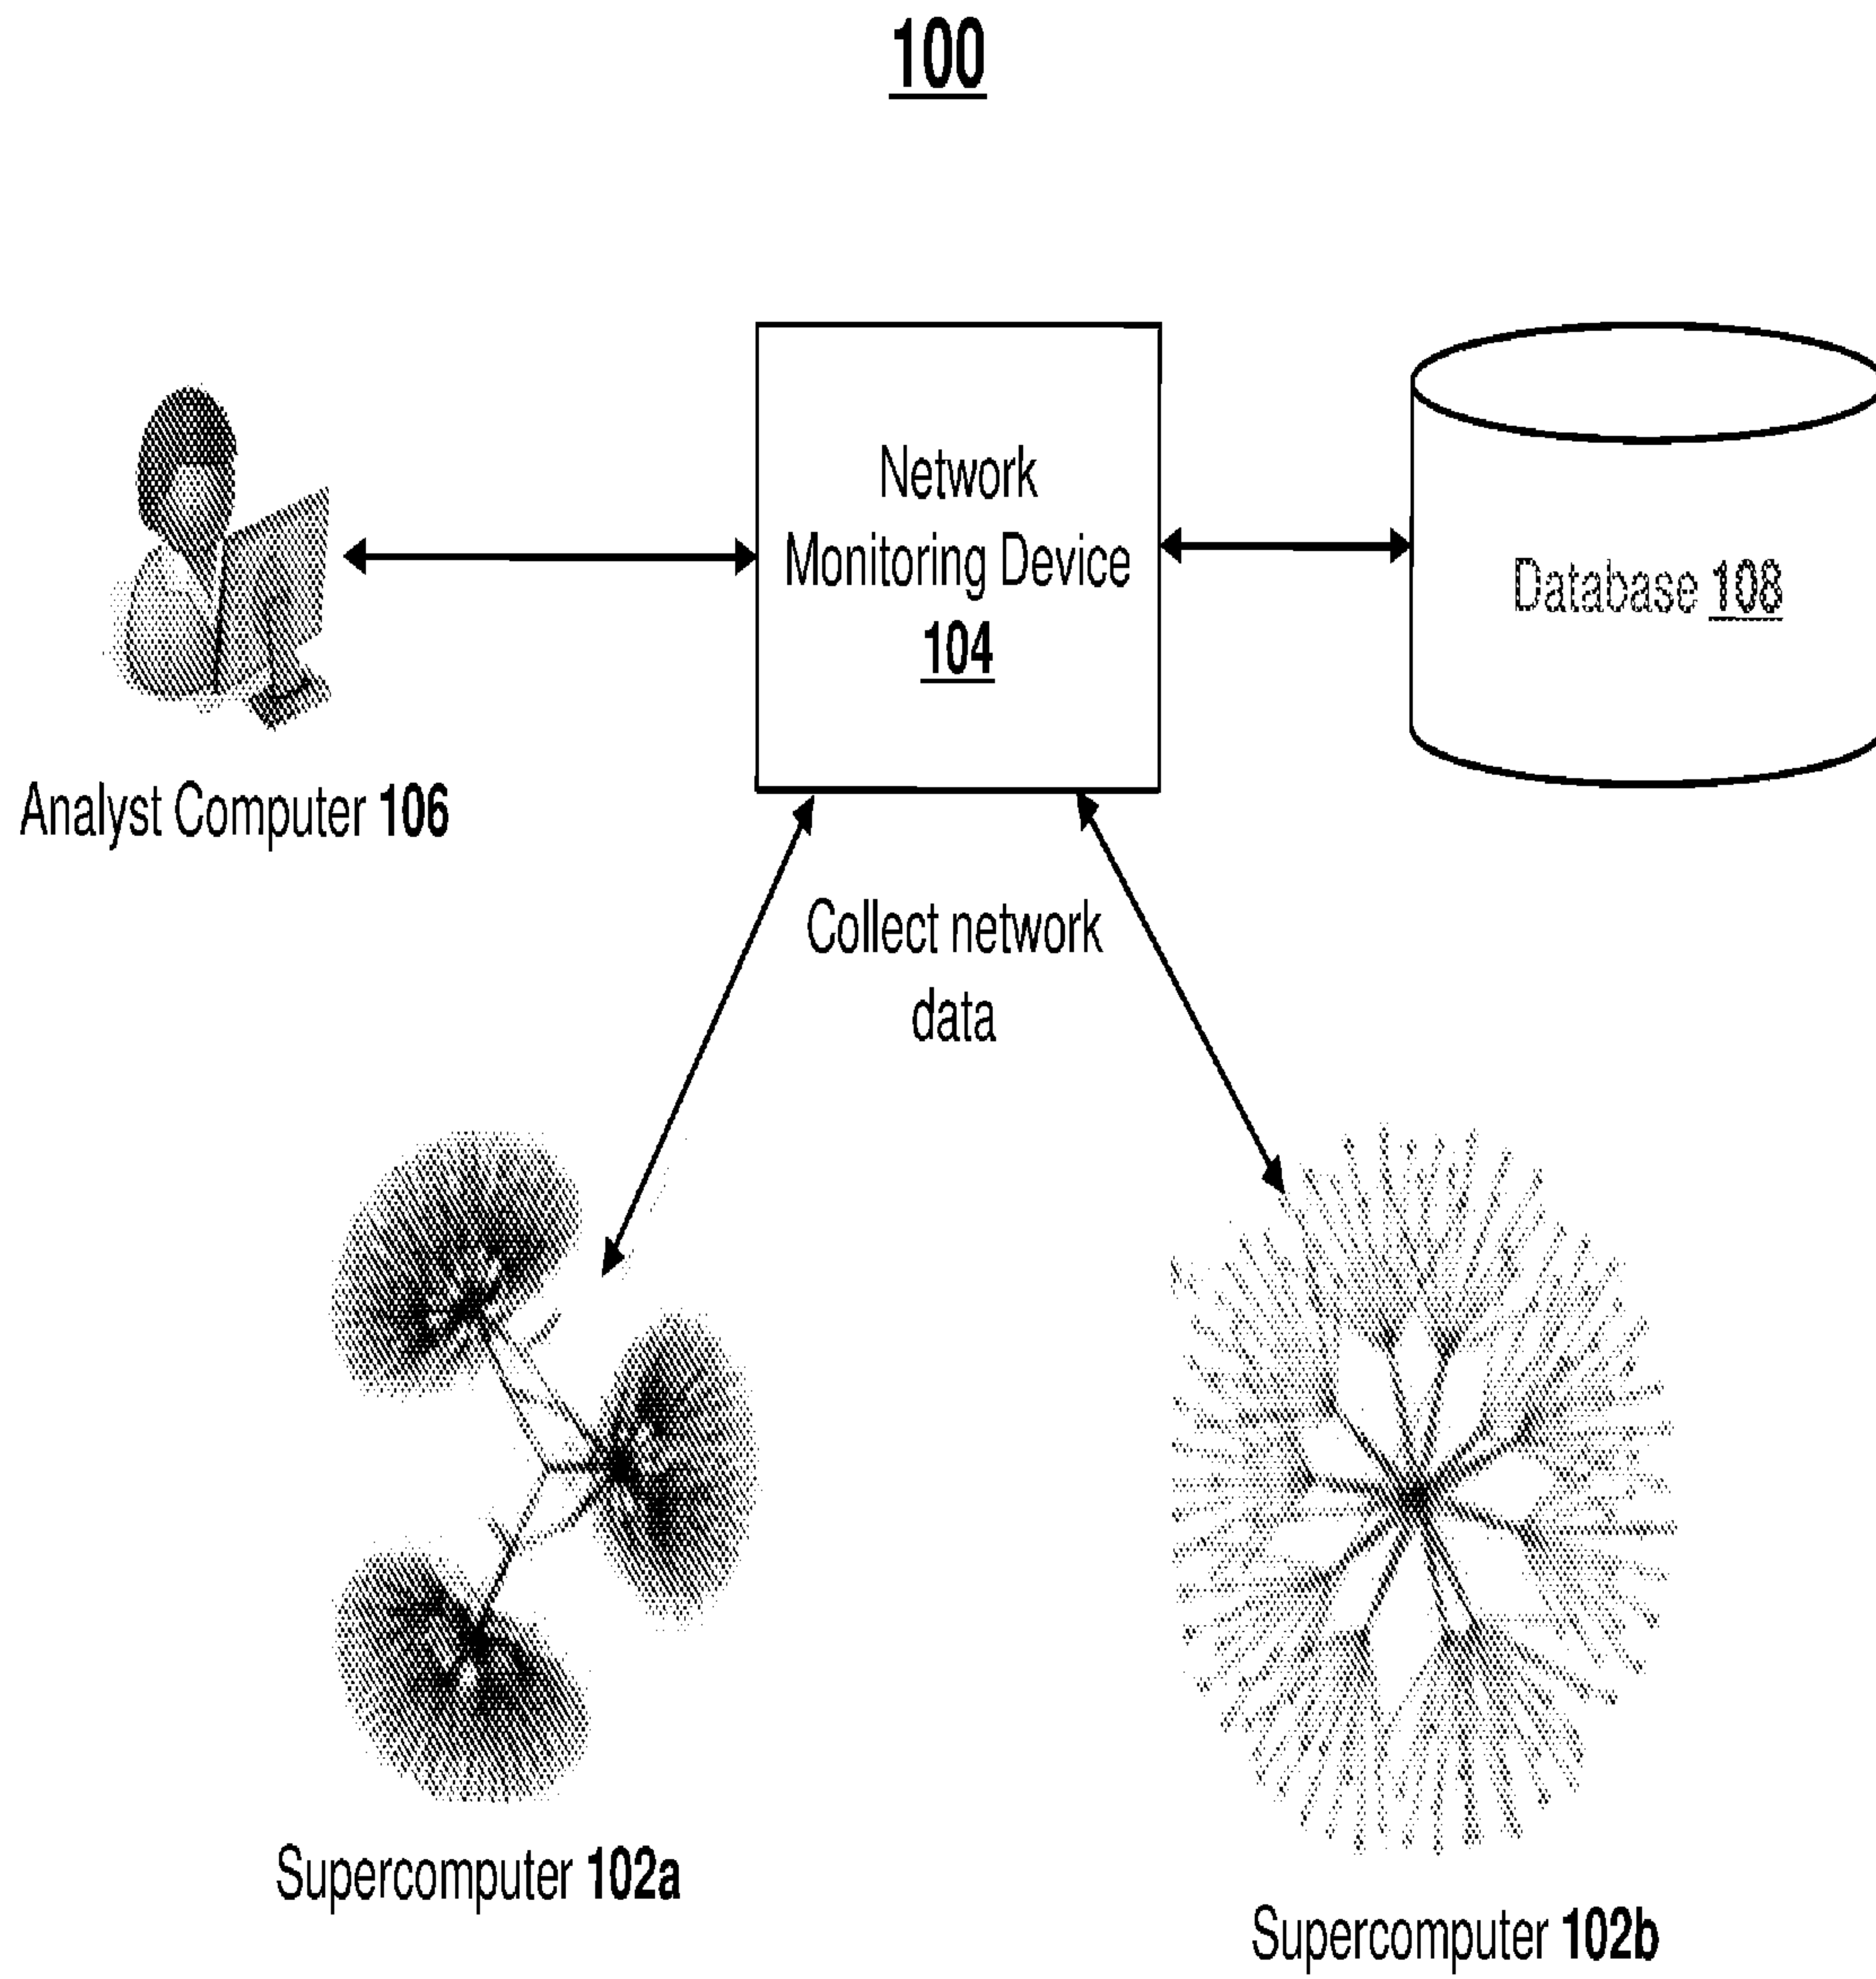 100
Network
Monitoring Device
104
Database 108
Analyst Computer 106
Collect network
data
Supercomputer 102a
Supercomputer 102b